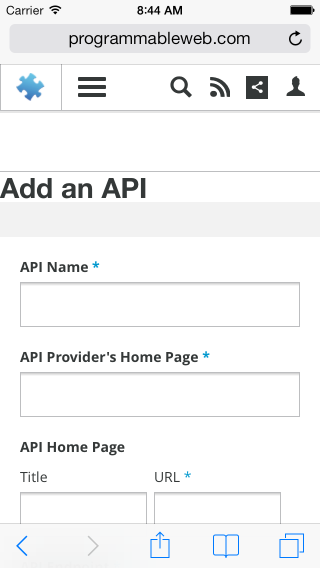 Carrier 8:44 AM
programmableweb.com
Add an API
API Name *
API Provider's Home Page *
API Home Page
Title URL *